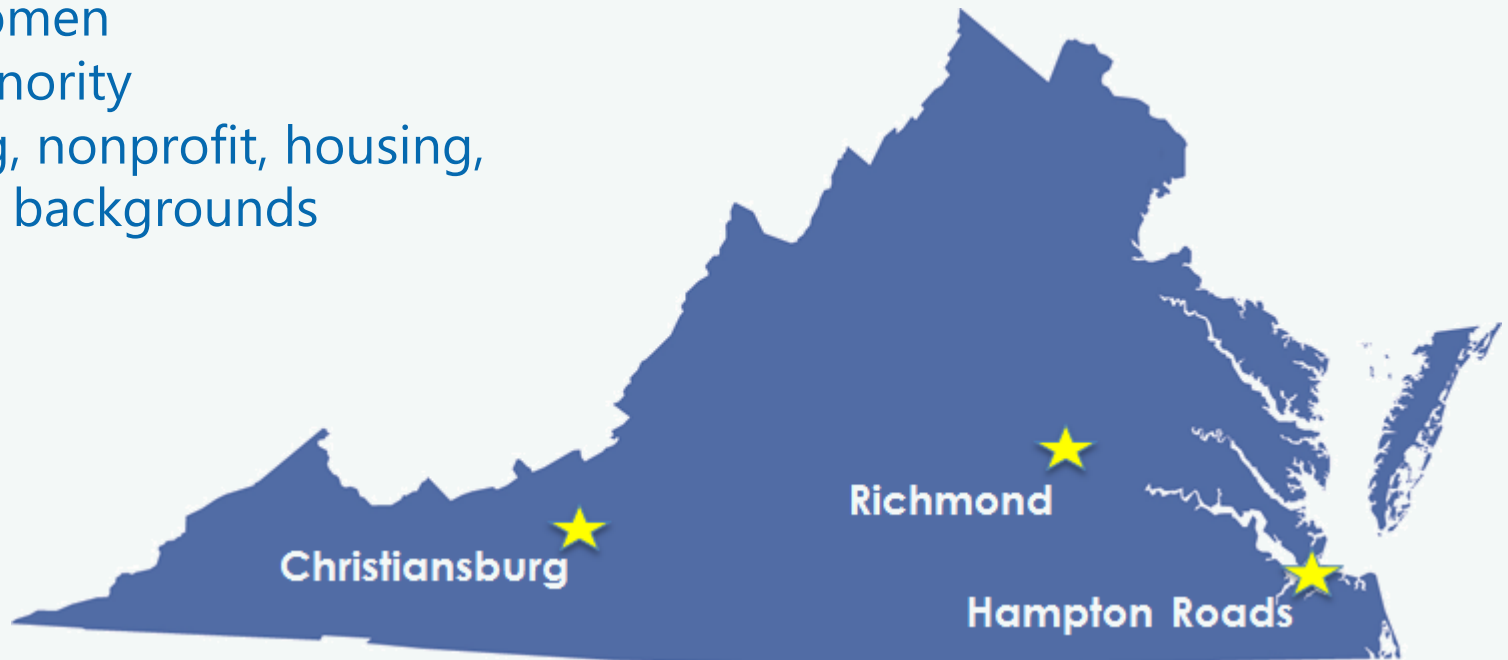 omen
nority
g, nonprofit, housing,
backgrounds
Richmond
Christiansburg
Hampton Roads